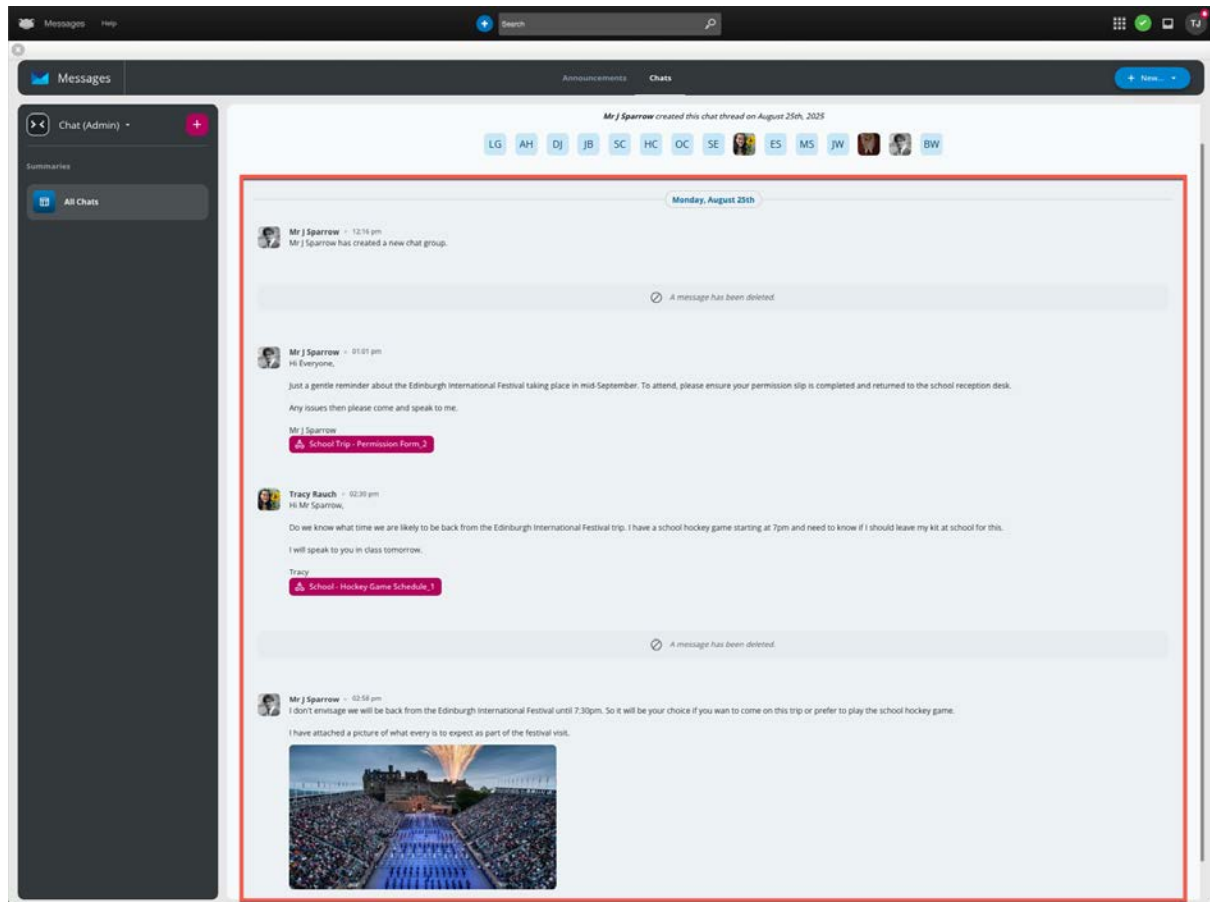 Messages Help Search TJ
Messages Announcements Chats + New...
Chat (Admin) +
Summaries
All Chats
Mr J Sparrow created this chat thread on August 25th, 2025
LG AH DJ JB SC HC OC SE ES MS JW BW
Monday, August 25th
Mr J Sparrow 12:16 pm
Mr J Sparrow has created a new chat group.
A message has been deleted.
Mr J Sparrow 01:01 pm
Hi Everyone,
Just a gentle reminder about the Edinburgh International Festival taking place in mid-September. To attend, please ensure your permission slip is completed and returned to the school reception desk.
Any issues then please come and speak to me.
Mr J Sparrow
School Trip - Permission Form_2
Tracy Rauch 02:30 pm
Hi Mr Sparrow,
Do we know what time we are likely to be back from the Edinburgh International Festival trip. I have a school hockey game starting at 7pm and need to know if I should leave my kit at school for this.
I will speak to you in class tomorrow.
Tracy
School - Hockey Game Schedule_1
A message has been deleted.
Mr J Sparrow 02:58 pm
I don't envisage we will be back from the Edinburgh International Festival until 7:30pm. So it will be your choice if you wan to come on this trip or prefer to play the school hockey game.
I have attached a picture of what every is to expect as part of the festival visit.